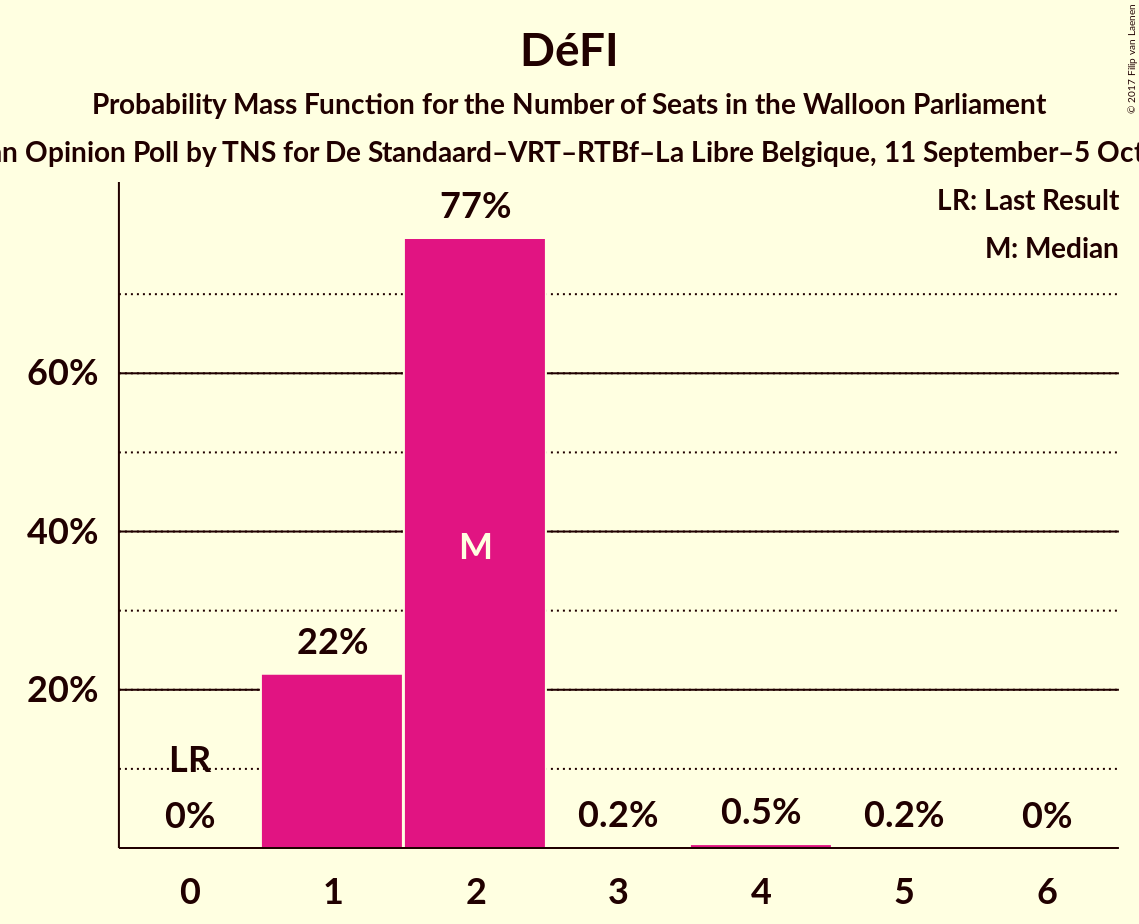 DéFI
Probability Mass Function for the Number of Seats in the Walloon Parliament
Opinion Poll by TNS for De Standaard–VRT–RTBf–La Libre Belgique, 11 September–5
LR: Last Result
M: Median
77%
60%
40%
M
22%
20%
LR
0%
0.2%
0.5%
0.2%
0%
0 1 2 3 4 5 6
© 2017 Filip van Laenen